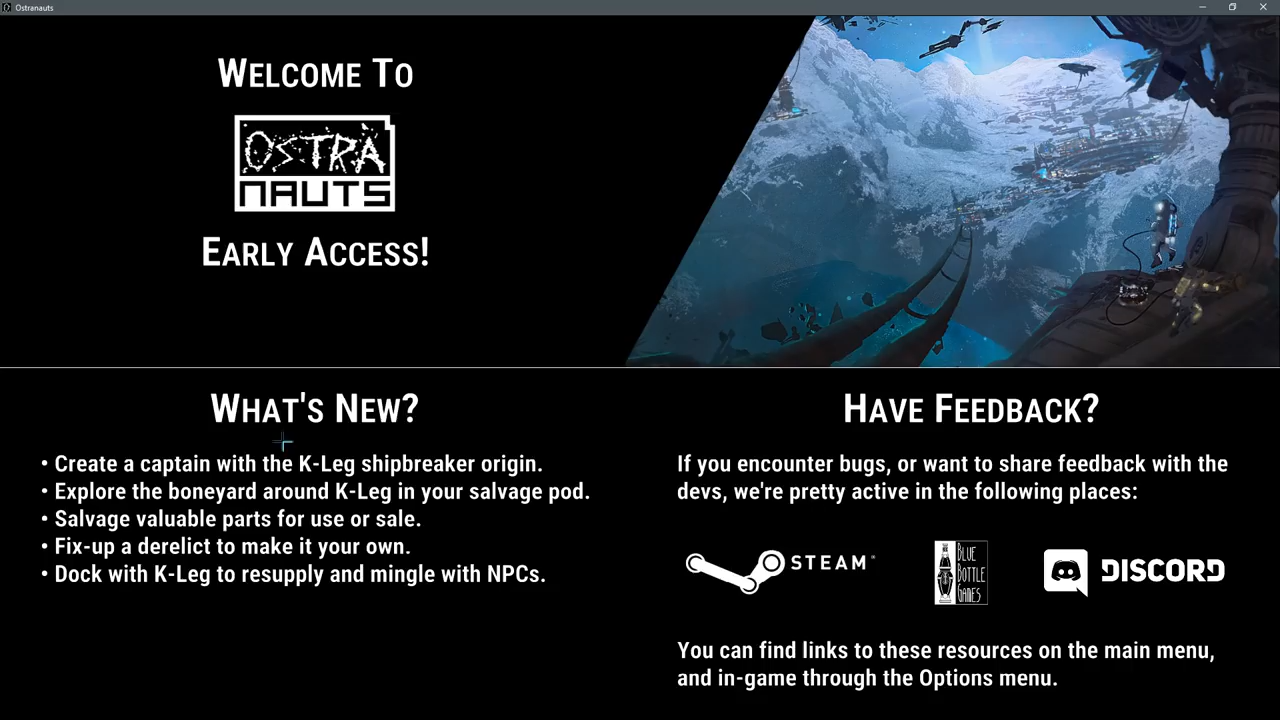 Ostranauts
WELCOME TO
OSTRA
NAUTS
EARLY ACCESS!
WHAT'S NEW?
• Create a captain with the K-Leg shipbreaker origin.
• Explore the boneyard around K-Leg in your salvage pod.
• Salvage valuable parts for use or sale.
• Fix-up a derelict to make it your own.
• Dock with K-Leg to resupply and mingle with NPCs.
HAVE FEEDBACK?
If you encounter bugs, or want to share feedback with the
devs, we're pretty active in the following places:
STEAM®
BLUE
BOTTLE
GAMES
DISCORD
You can find links to these resources on the main menu,
and in-game through the Options menu.